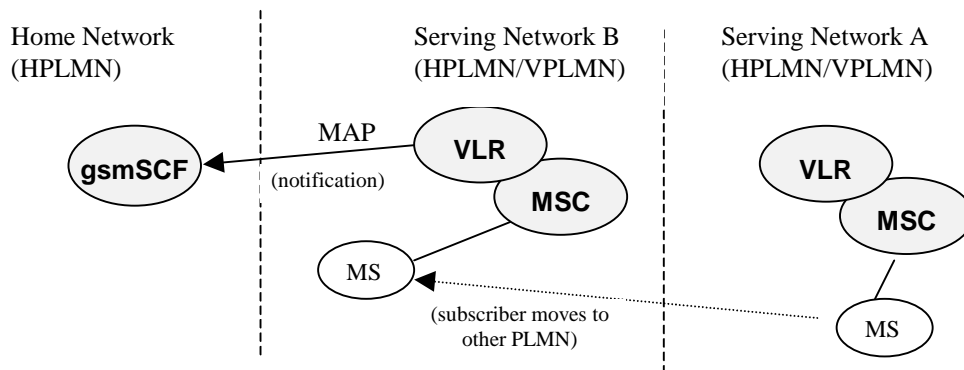 Home Network
(HPLMN)
Serving Network B
(HPLMN/VPLMN)
Serving Network A
(HPLMN/VPLMN)
MAP
(notification)
gsmSCF
VLR
MSC
MS
VLR
MSC
MS
(subscriber moves to
other PLMN)